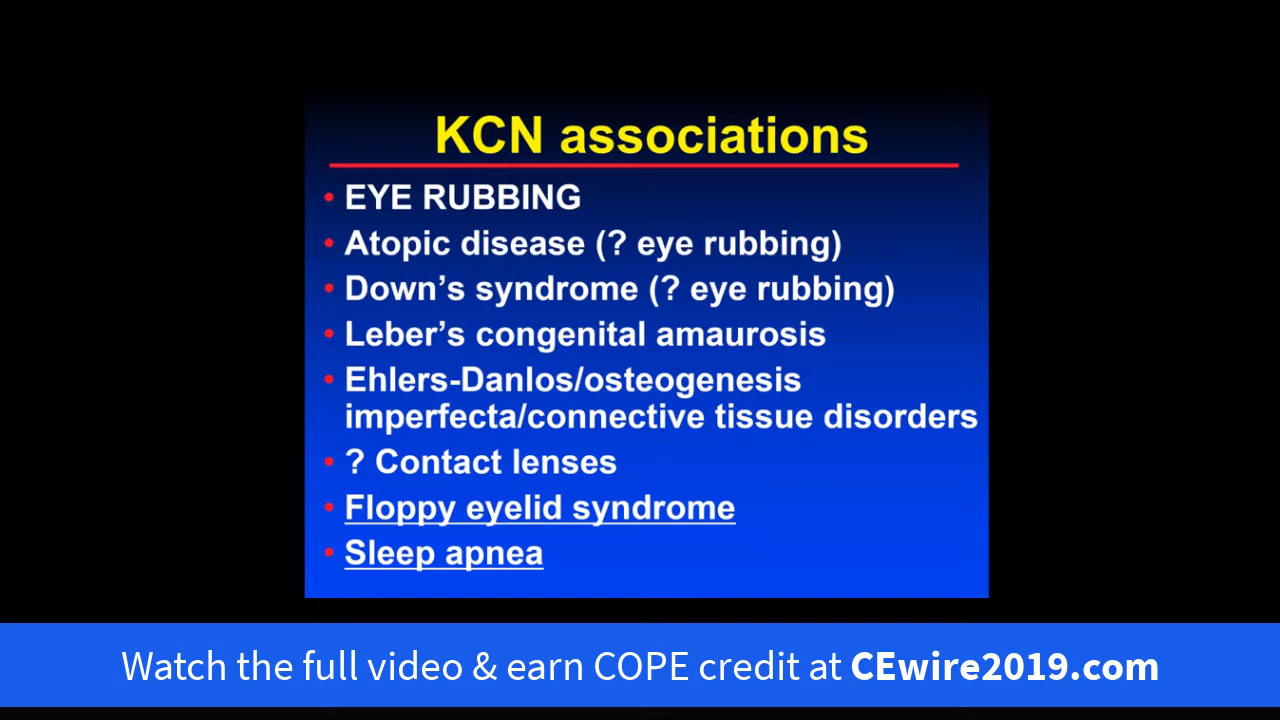 KCN associations
• EYE RUBBING
• Atopic disease (? eye rubbing)
• Down’s syndrome (? eye rubbing)
• Leber’s congenital amaurosis
• Ehlers-Danlos/osteogenesis
imperfecta/connective tissue disorders
• ? Contact lenses
• Floppy eyelid syndrome
• Sleep apnea
Watch the full video & earn COPE credit at CEwire2019.com